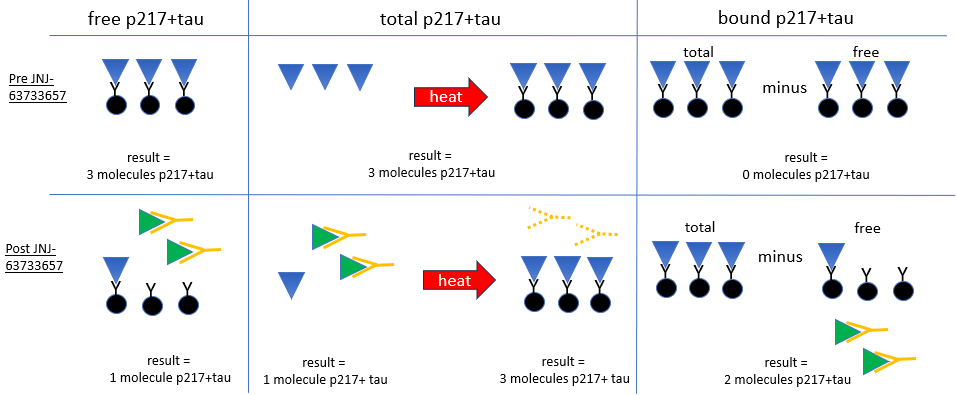 free p217+tau
total p217+tau
bound p217+tau
Pre JNJ-
63733657
heat
total
minus
free
result =
3 molecules p217+tau
result =
3 molecules p217+tau
result =
0 molecules p217+tau
Post JNJ-
63733657
heat
total
minus
free
result =
1 molecule p217+tau
result =
1 molecule p217+ tau
result =
3 molecules p217+ tau
result =
2 molecules p217+tau